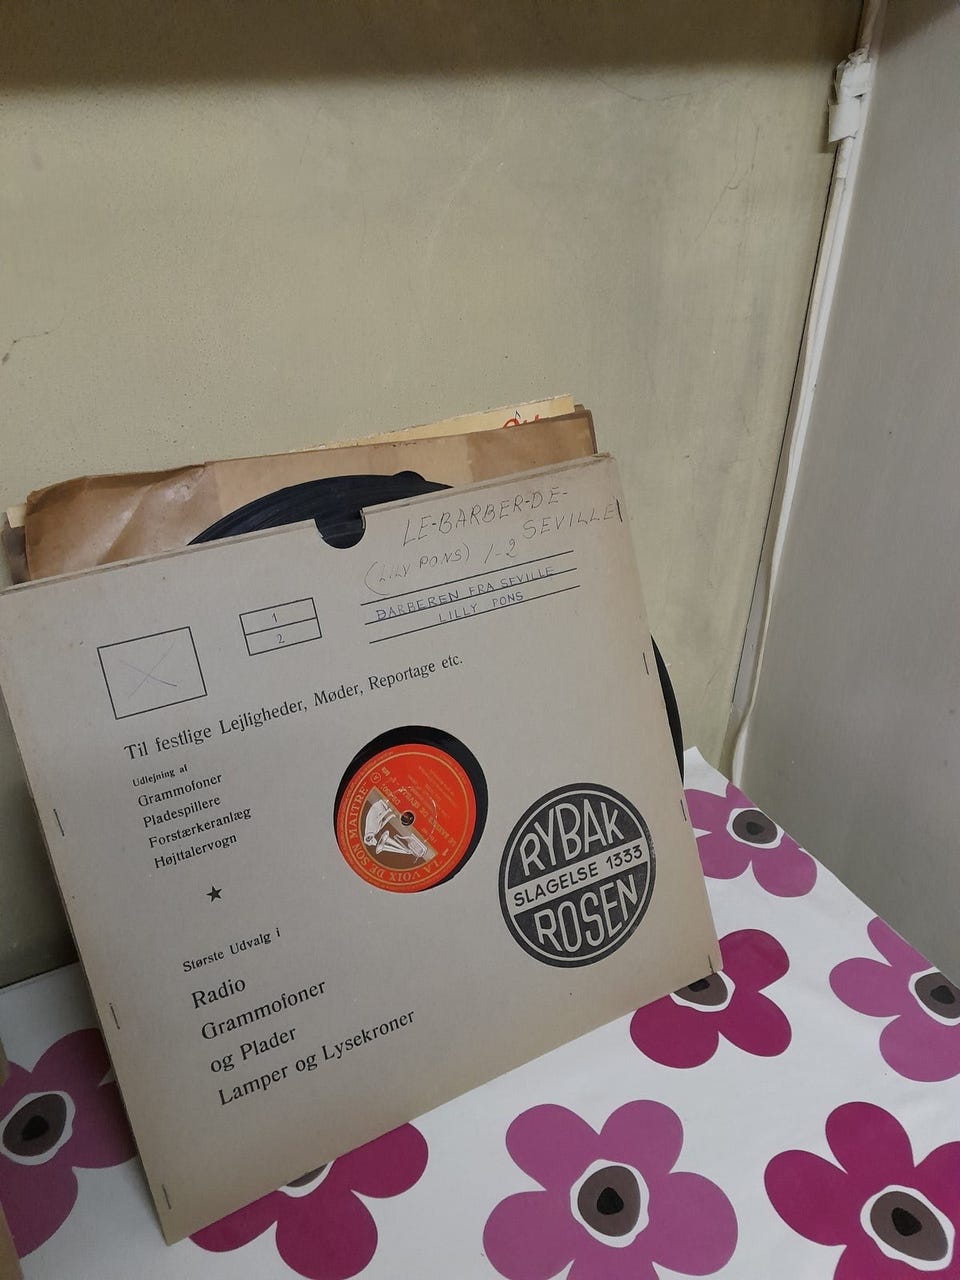 LE-BARBER-DE-
SEVILLE
(LILY PONS) 1-2
BARBEREN FRA SEVILLE
LILLY PONS
1
2
Til festlige Lejligheder, Møder, Reportage etc.
Udlejning af
Grammofoner
Pladespillere
Forstærkeranlæg
Højttalervogn
LA VOIX DE SON MAITRE
RYBAK
SLAGELSE 1333
ROSEN
Største Udvalg i
Radio
Grammofoner
og Plader
Lamper og Lysekroner